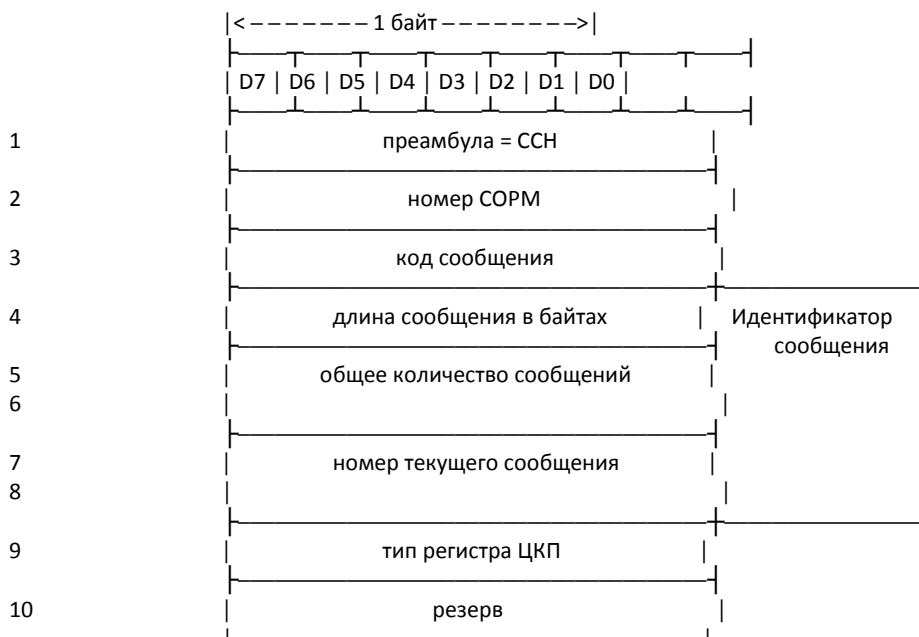 |< – – – – – – – 1 байт – – – – – – – ->|
| D7 | D6 | D5 | D4 | D3 | D2 | D1 | D0 |
1 преамбула = ССН
2 номер СОРМ
3 код сообщения
4 длина сообщения в байтах Идентификатор
сообщения
5 общее количество сообщений
6
7 номер текущего сообщения
8
9 тип регистра ЦКП
10 резерв